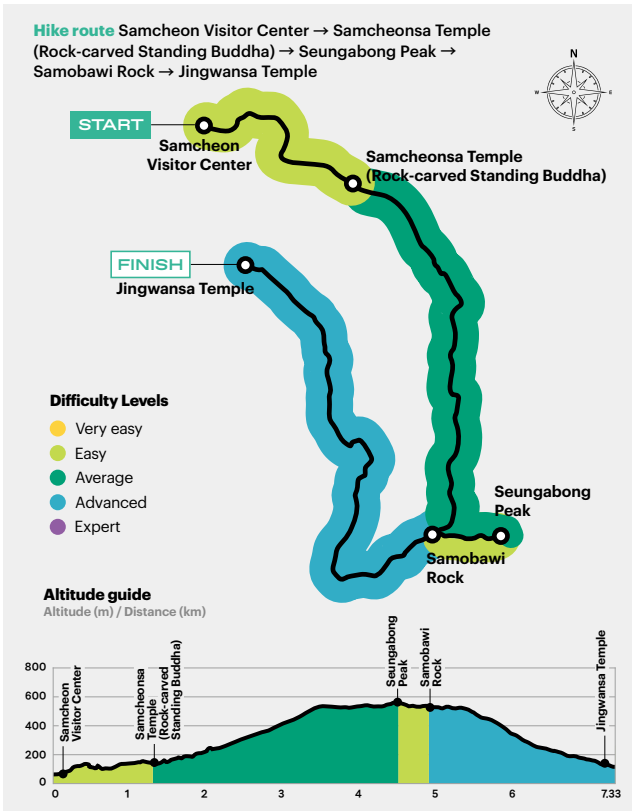 Hike route Samcheon Visitor Center → Samcheonsa Temple
(Rock-carved Standing Buddha) → Seungabong Peak →
Samobawi Rock → Jingwansa Temple
N
W
E
S
START
Samcheon
Visitor Center
Samcheonsa Temple
(Rock-carved Standing Buddha)
FINISH
Jingwansa Temple
Difficulty Levels
Very easy
Easy
Average
Advanced
Expert
Seungabong
Peak
Samobawi
Rock
Altitude guide
Altitude (m) / Distance (km)
800
600
400
200
0
Samcheon
Visitor Center
Samcheonsa
Temple
(Rock-carved
Standing Buddha)
Seungabong
Peak
Samobawi
Rock
Jingwansa Temple
0
1
2
3
4
5
6
7.33